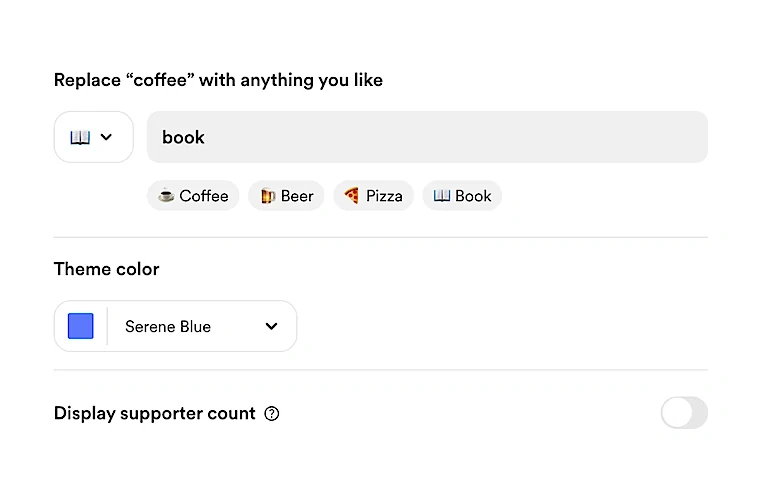 Replace “coffee” with anything you like
book
Coffee Beer Pizza Book
Theme color
Serene Blue
Display supporter count ?